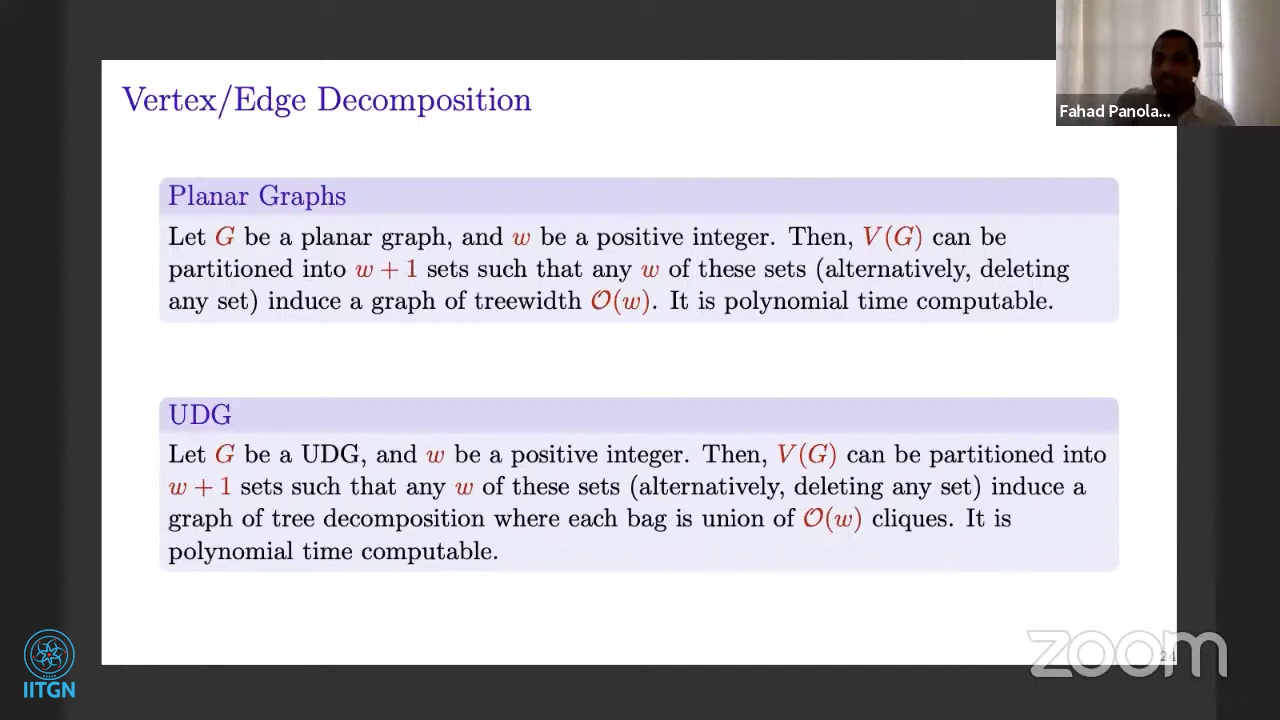 Vertex/Edge Decomposition
Fahad Panola...
Planar Graphs
Let G be a planar graph, and w be a positive integer. Then, V(G) can be
partitioned into w + 1 sets such that any w of these sets (alternatively, deleting
any set) induce a graph of treewidth 𝒪(w). It is polynomial time computable.
UDG
Let G be a UDG, and w be a positive integer. Then, V(G) can be partitioned into
w + 1 sets such that any w of these sets (alternatively, deleting any set) induce a
graph of tree decomposition where each bag is union of 𝒪(w) cliques. It is
polynomial time computable.
zoom
24
IITGN